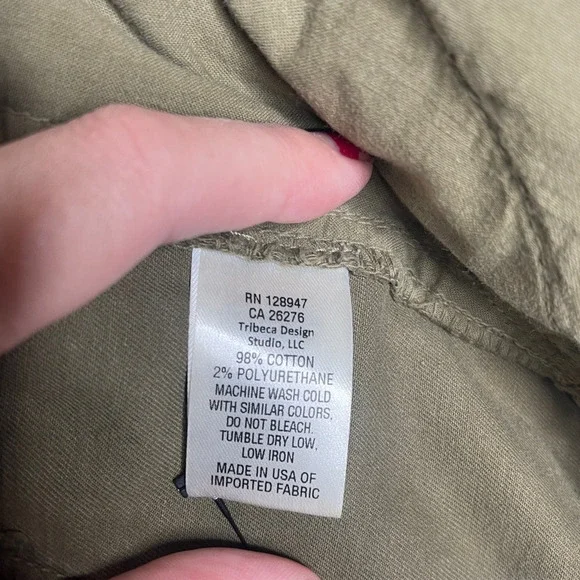 RN 128947
CA 26276
Tribeca Design
Studio, LLC
98% COTTON
2% POLYURETHANE
MACHINE WASH COLD
WITH SIMILAR COLORS,
DO NOT BLEACH.
TUMBLE DRY LOW,
LOW IRON
MADE IN USA OF
IMPORTED FABRIC